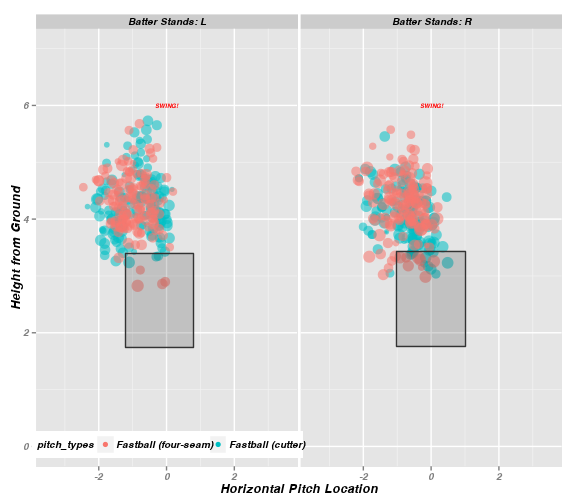 Batter Stands: L
Batter Stands: R
SWING!
SWING!
Height from Ground
6
4
2
0
pitch_types Fastball (four-seam) Fastball (cutter)
-2 0 2
-2 0 2
Horizontal Pitch Location